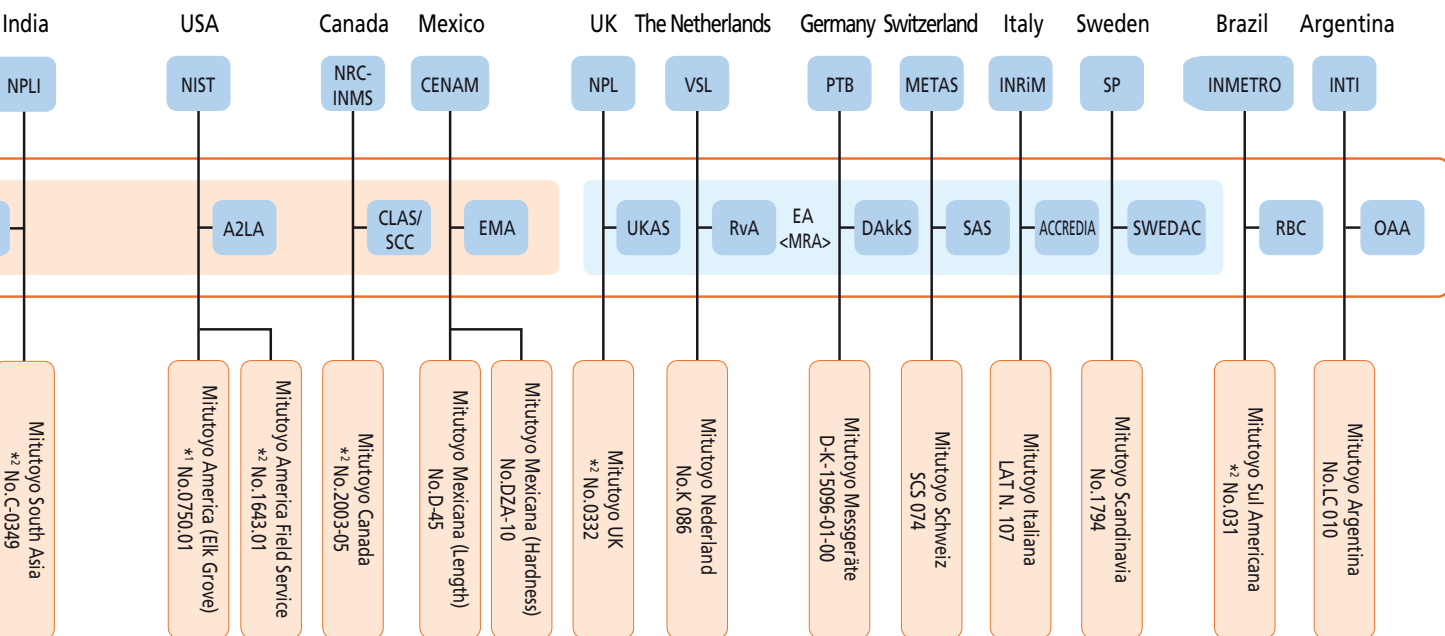 India
USA
Canada
Mexico
UK
The Netherlands
Germany
Switzerland
Italy
Sweden
Brazil
Argentina
NPLI
NIST
NRC-
INMS
CENAM
NPL
VSL
PTB
METAS
INRiM
SP
INMETRO
INTI
A2LA
CLAS/
SCC
EMA
UKAS
RvA
EA
<MRA>
DAkkS
SAS
ACCREDIA
SWEDAC
RBC
OAA
Mitutoyo South Asia
*2 No.C-0349
Mitutoyo America (Elk Grove)
*1 No.0750.01
Mitutoyo America Field Service
*2 No.1643.01
Mitutoyo Canada
*2 No.2003-05
Mitutoyo Mexicana (Length)
No.D-45
Mitutoyo Mexicana (Hardness)
No.DZA-10
Mitutoyo UK
*2 No.0332
Mitutoyo Nederland
No.K 086
Mitutoyo Messgeräte
D-K-15096-01-00
Mitutoyo Schweiz
SCS 074
Mitutoyo Italiana
LAT N. 107
Mitutoyo Scandinavia
No.1794
Mitutoyo Sul Americana
*2 No.031
Mitutoyo Argentina
No.LC 010